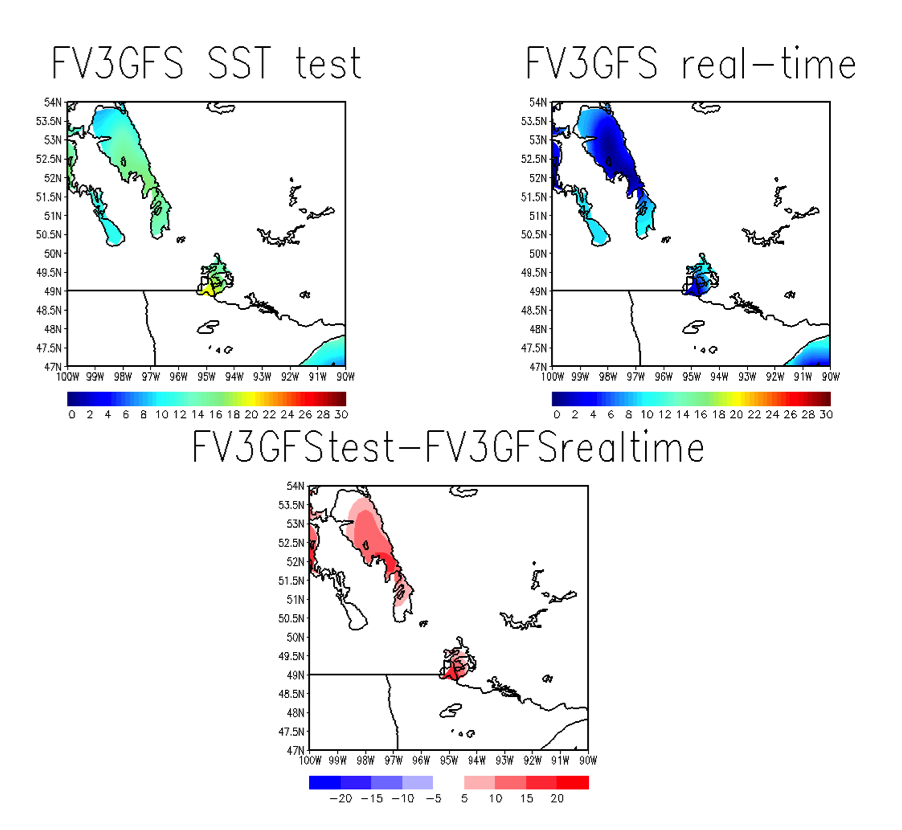 FV3GFS SST test
FV3GFS real-time
54N
53.5N
53N
52.5N
52N
51.5N
51N
50.5N
50N
49.5N
49N
48.5N
48N
47.5N
47N
100W 99W 98W 97W 96W 95W 94W 93W 92W 91W 90W
0 2 4 6 8 10 12 14 16 18 20 22 24 26 28 30
54N
53.5N
53N
52.5N
52N
51.5N
51N
50.5N
50N
49.5N
49N
48.5N
48N
47.5N
47N
100W 99W 98W 97W 96W 95W 94W 93W 92W 91W 90W
0 2 4 6 8 10 12 14 16 18 20 22 24 26 28 30
FV3GFStest-FV3GFSrealtime
54N
53.5N
53N
52.5N
52N
51.5N
51N
50.5N
50N
49.5N
49N
48.5N
48N
47.5N
47N
100W 99W 98W 97W 96W 95W 94W 93W 92W 91W 90W
-20 -15 -10 -5 5 10 15 20